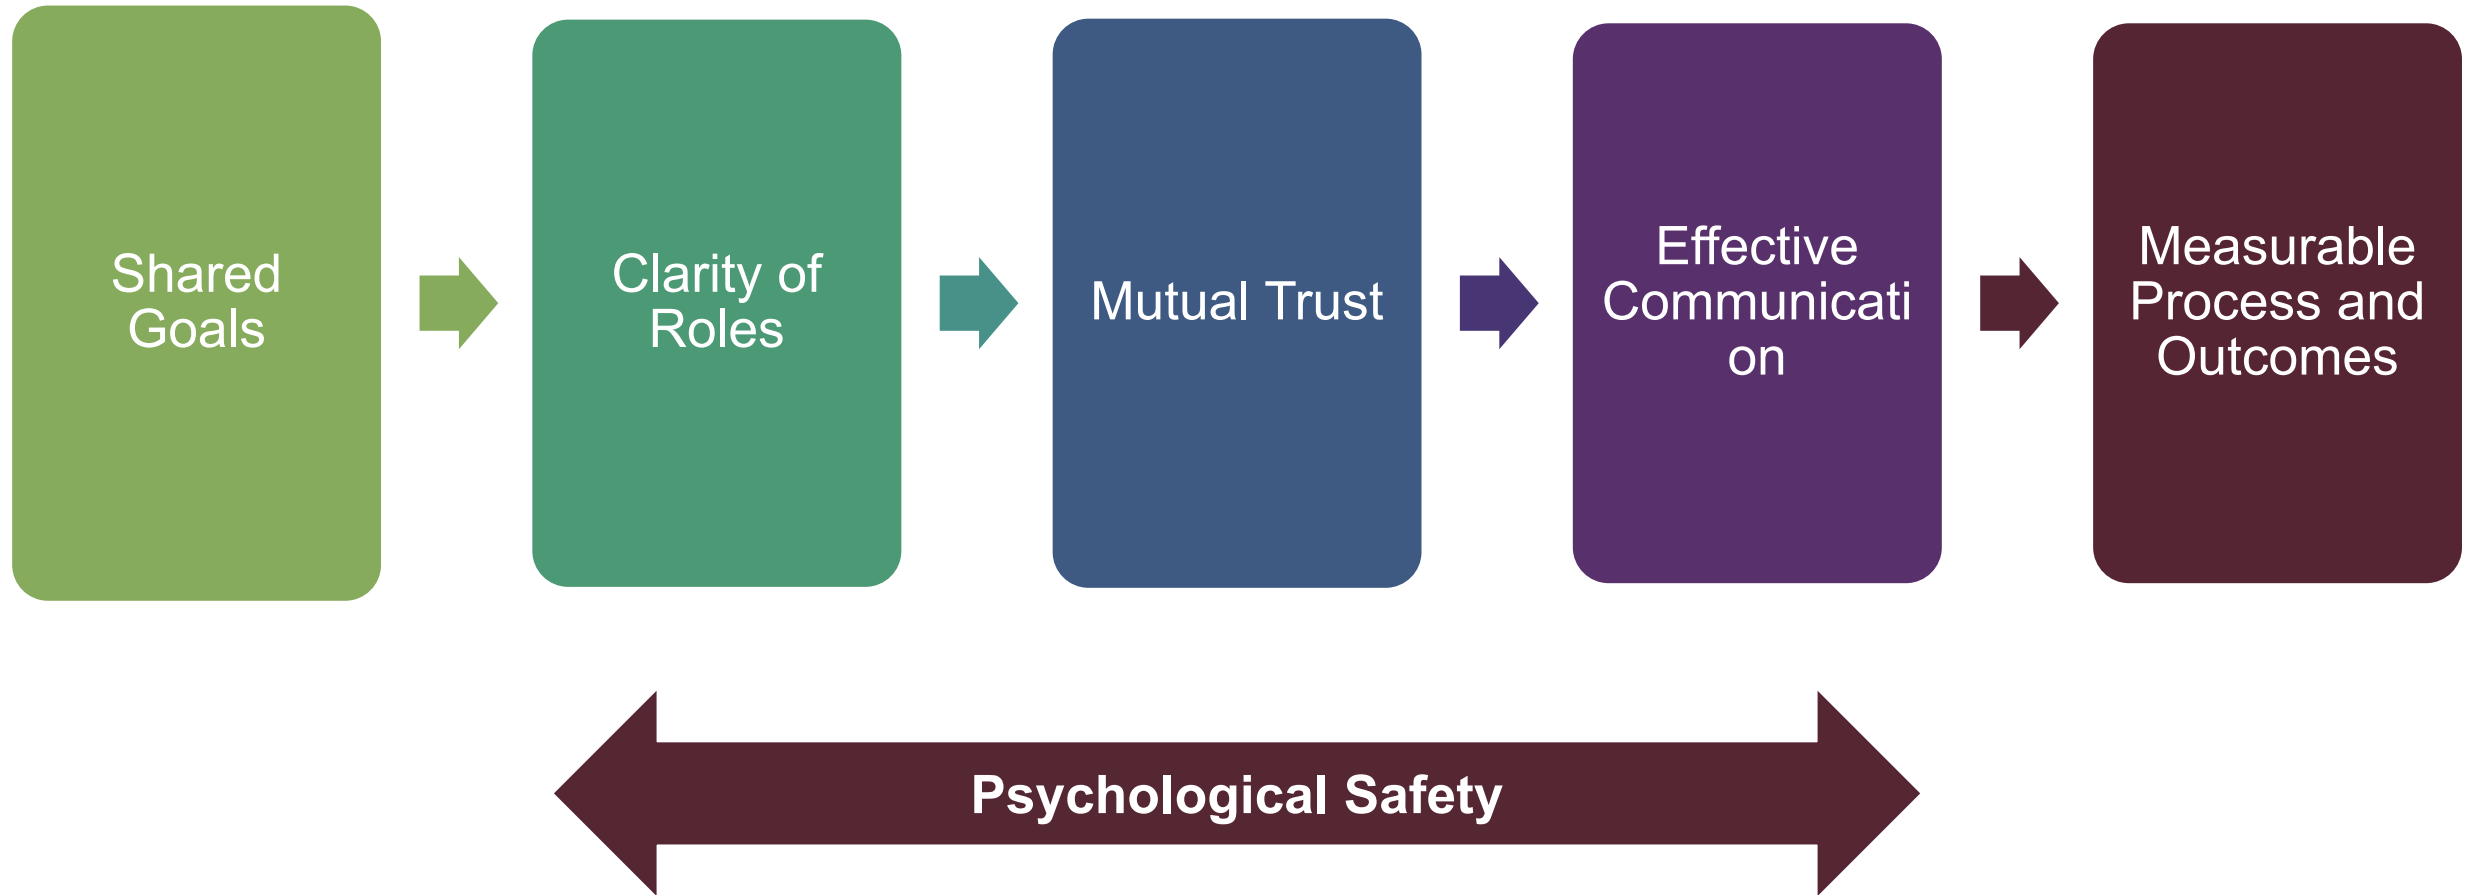 Shared
Goals
Clarity of
Roles
Mutual Trust
Effective
Communicati
on
Measurable
Process and
Outcomes
Psychological Safety